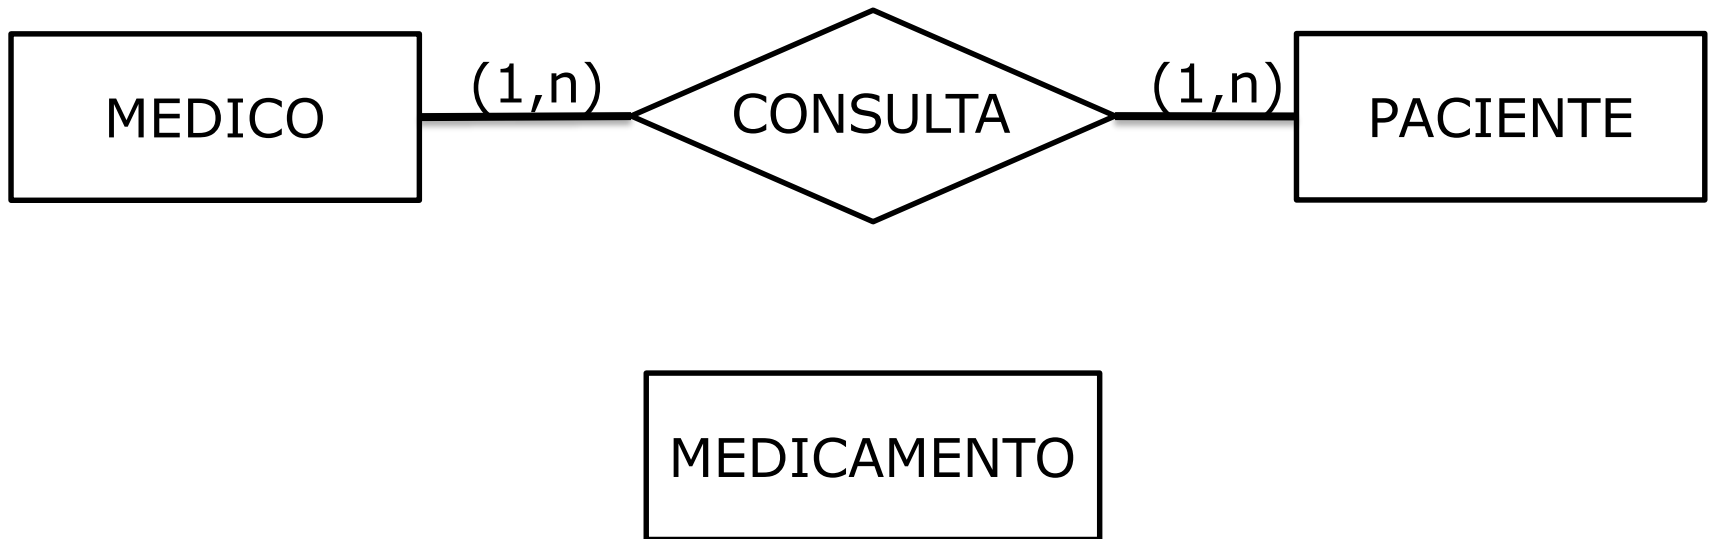 MEDICO
(1,n)
CONSULTA
(1,n)
PACIENTE
MEDICAMENTO